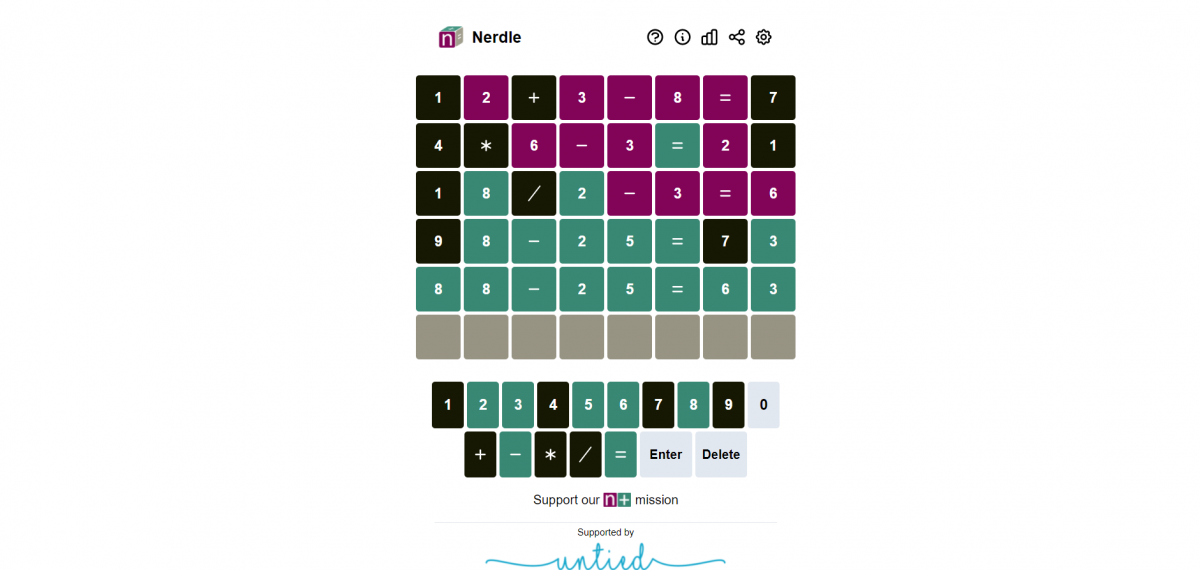 n Nerdle
1 2 + 3 - 8 = 7
4 * 6 - 3 = 2 1
1 8 / 2 - 3 = 6
9 8 - 2 5 = 7 3
8 8 - 2 5 = 6 3
1 2 3 4 5 6 7 8 9 0
+ - * / = Enter Delete
Support our n+ mission
Supported by
untied